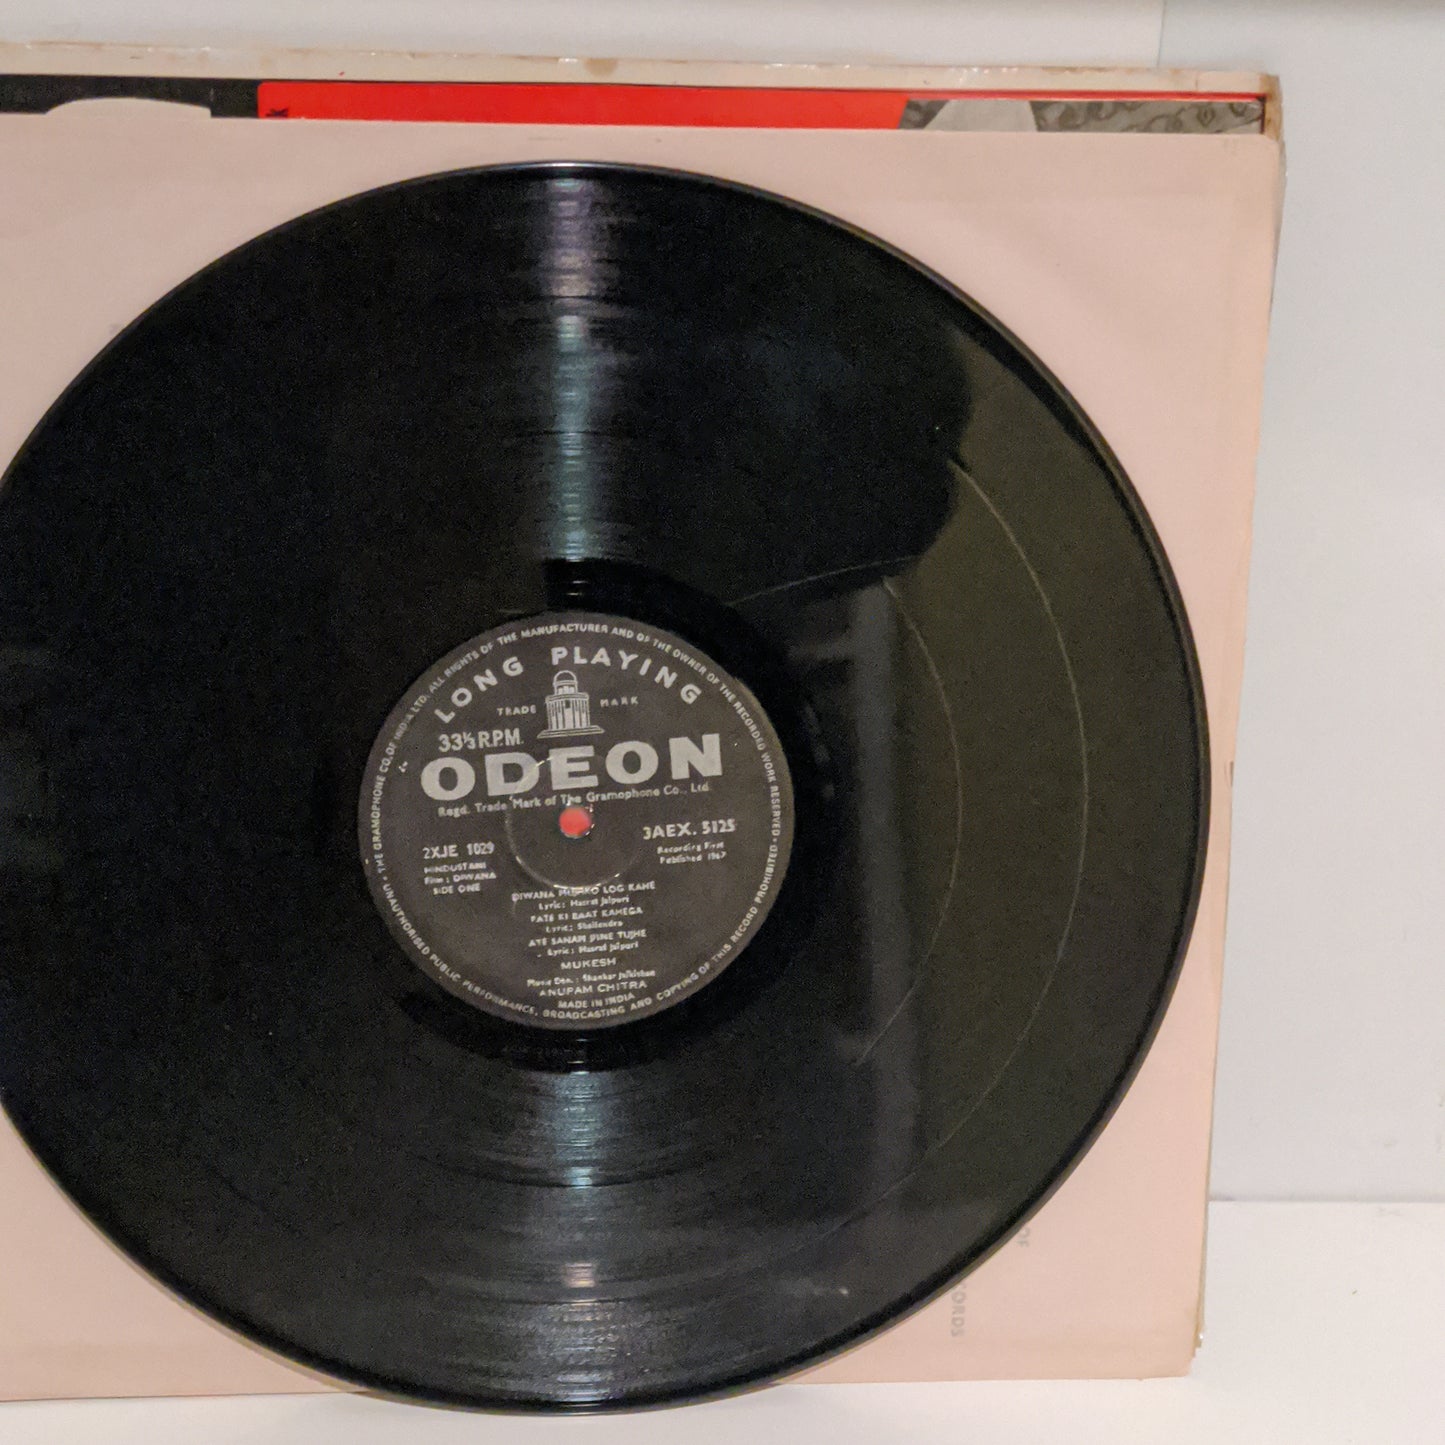 THE GRAMOPHONE CO. OF INDIA LTD. ALL RIGHTS OF THE MANUFACTURER AND OF THE OWNER OF THE RECORDED WORK RESERVED
UNAUTHORISED PUBLIC PERFORMANCE, BROADCASTING AND COPYING OF THIS RECORD PROHIBITED
LONG PLAYING
TRADE MARK
33⅓ R.P.M.
ODEON
Regd. Trade Mark of The Gramophone Co., Ltd.
2XJE 1029
3AEX. 5125
HINDUSTANI
Recording First
Film : DIWANA
Published 1967
SIDE ONE
DIWANA LOG KAHE
Lyric: Hasrat Jaipuri
PATE KI BAAT KAHEGA
Lyric: Shailendra
AYE SANAM JISNE TUJHE
Lyric: Hasrat Jaipuri
MUKESH
Music Dirn. : Shankar Jaikishan
ANUPAM CHITRA
MADE IN INDIA
OF